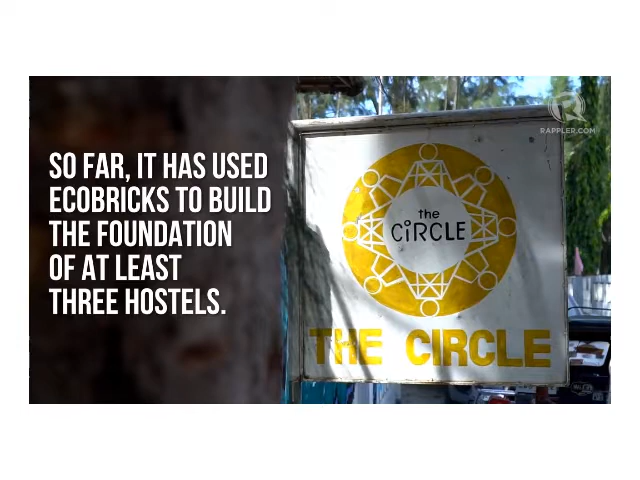 SO FAR, IT HAS USED
ECOBRICKS TO BUILD
THE FOUNDATION
OF AT LEAST
THREE HOSTELS.
RAPPLER.COM
the
CiRCLE
THE CIRCLE